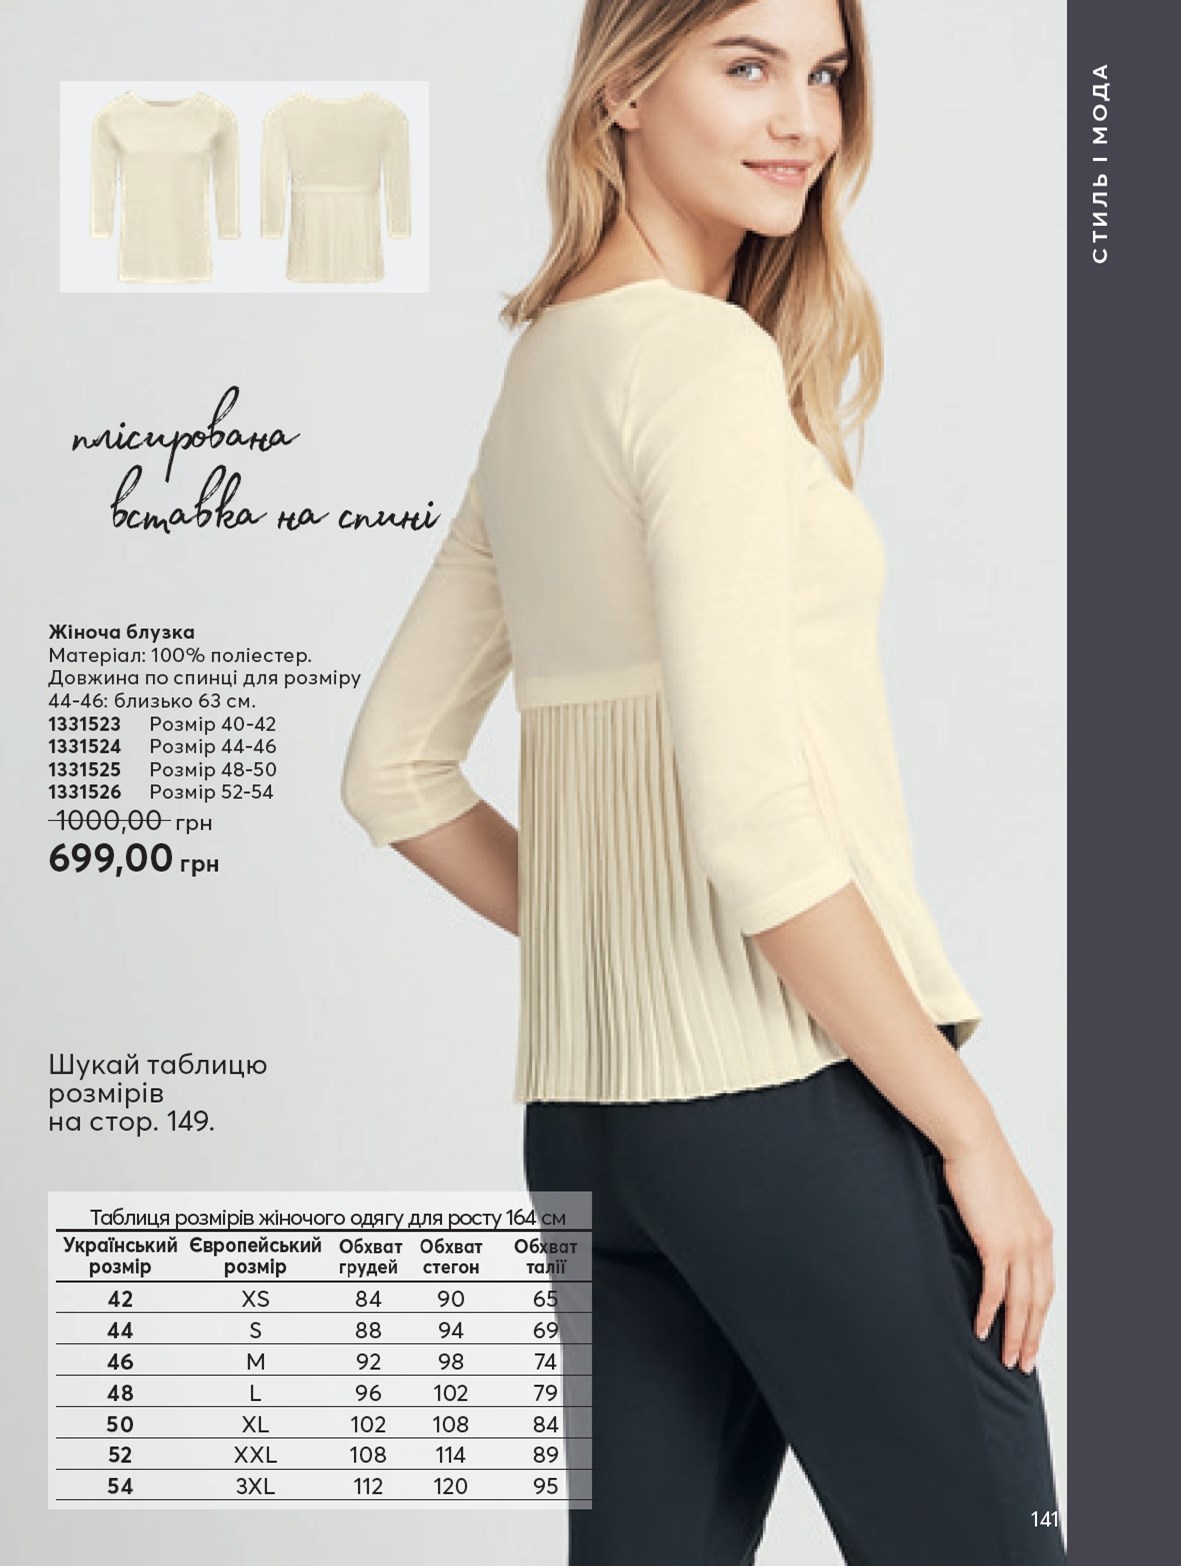 СТИЛЬ І МОДА
плісирована
вставка на спині
Жіноча блузка
Матеріал: 100% поліестер.
Довжина по спинці для розміру
44-46: близько 63 см.
1331523 Розмір 40-42
1331524 Розмір 44-46
1331525 Розмір 48-50
1331526 Розмір 52-54
1000,00 грн
699,00 грн
Шукай таблицю
розмірів
на стор. 149.
Таблиця розмірів жіночого одягу для росту 164 см
Український Європейський Обхват Обхват Обхват
розмір розмір грудей стегон талії
42 XS 84 90 65
44 S 88 94 69
46 M 92 98 74
48 L 96 102 79
50 XL 102 108 84
52 XXL 108 114 89
54 3XL 112 120 95
141